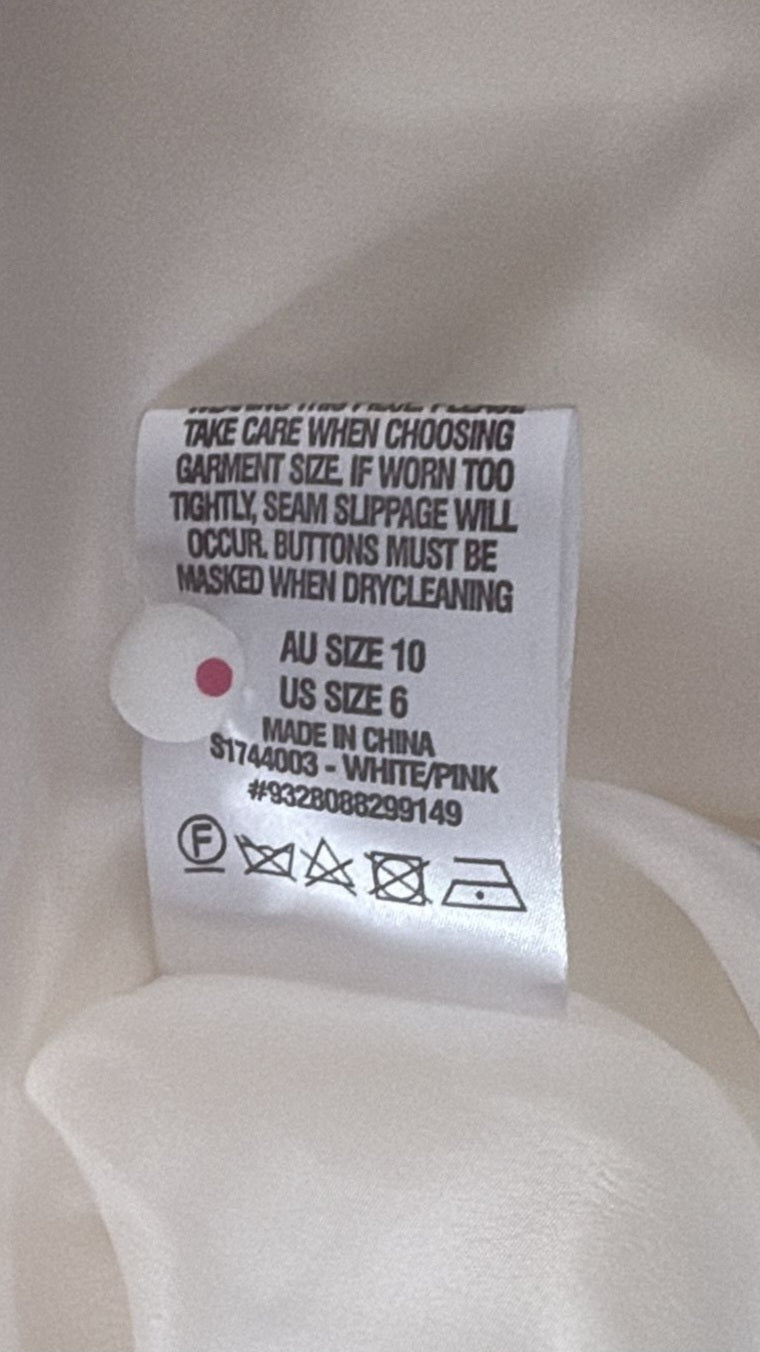 TAKE CARE WHEN CHOOSING
GARMENT SIZE. IF WORN TOO
TIGHTLY, SEAM SLIPPAGE WILL
OCCUR. BUTTONS MUST BE
MASKED WHEN DRYCLEANING
AU SIZE 10
US SIZE 6
MADE IN CHINA
S1744003 - WHITE/PINK
#9328088299149
F